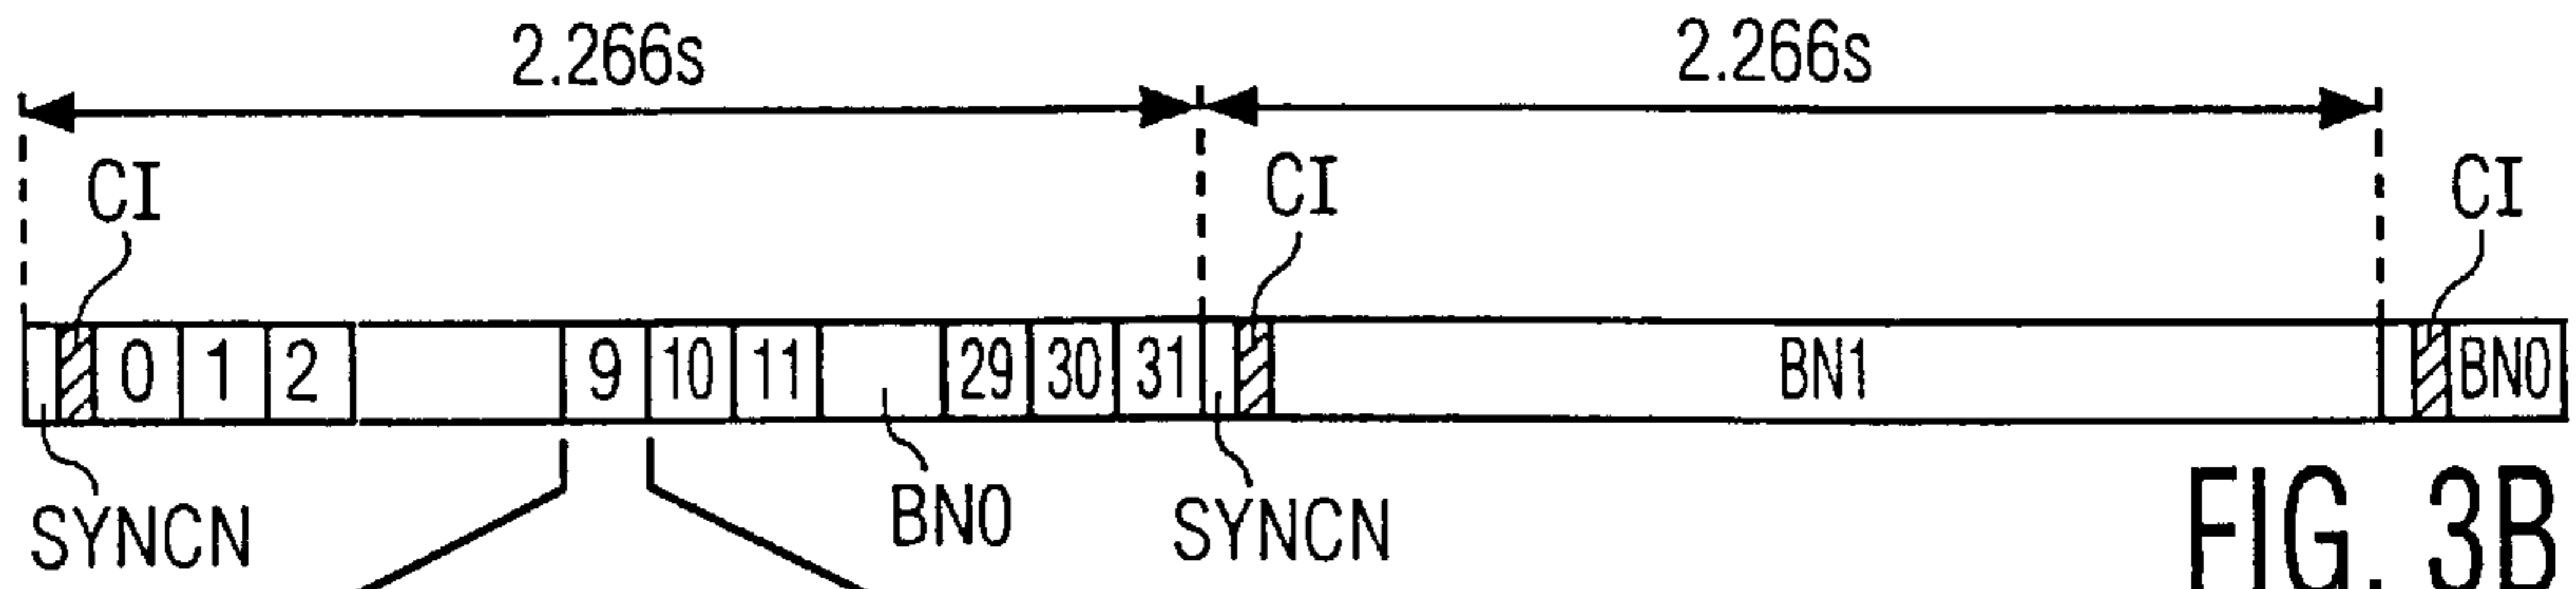 2.266s 2.266s
CI CI CI
0 1 2 9 10 11 29 30 31 BN1 BN0
SYNCN BN0 SYNCN
FIG. 3B